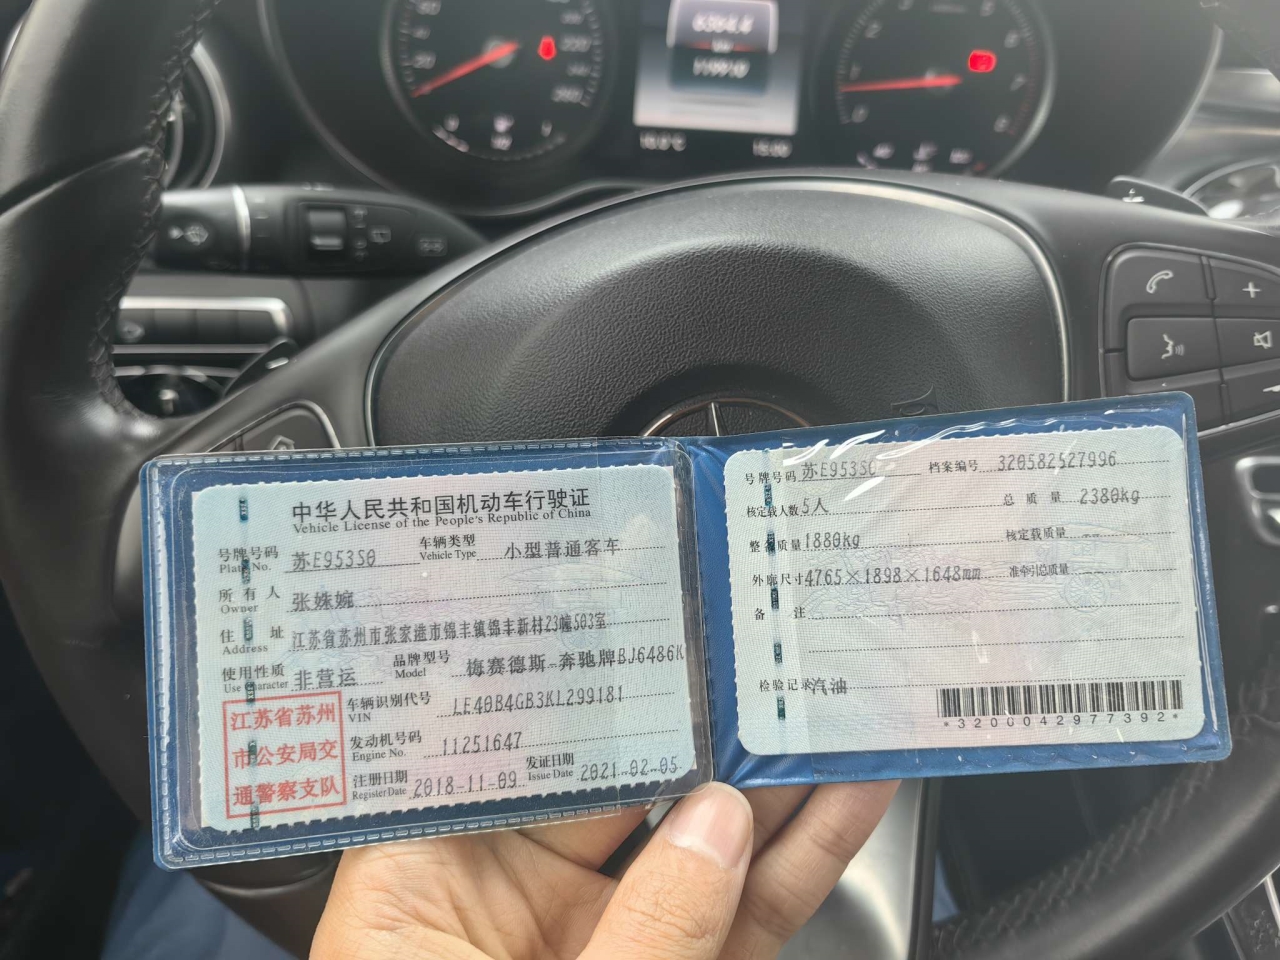 中华人民共和国机动车行驶证
Vehicle License of the People's Republic of China
号牌号码 苏E953S0 车辆类型 小型普通客车
Plate No. Vehicle Type
所有人 张姝婉
Owner
住址 江苏省苏州市张家港市锦丰镇锦丰新村23幢503室
Address
使用性质 非营运 品牌型号 梅赛德斯-奔驰牌BJ6486K
Use Character Model
江苏省苏州
市公安局交
通警察支队
车辆识别代号 LE40B4GB3KL299181
VIN
发动机号码 11251647
Engine No.
注册日期 2018-11-09 发证日期 2021-02-05
Register Date Issue Date
号牌号码 苏E953S0 档案编号 320582527996
核定载人数 5人 总质量 2380kg
整备质量 1880kg 核定载质量 --
外廓尺寸 4765×1898×1648mm 准牵引总质量
备注
检验记录 汽油
*3200042977392*